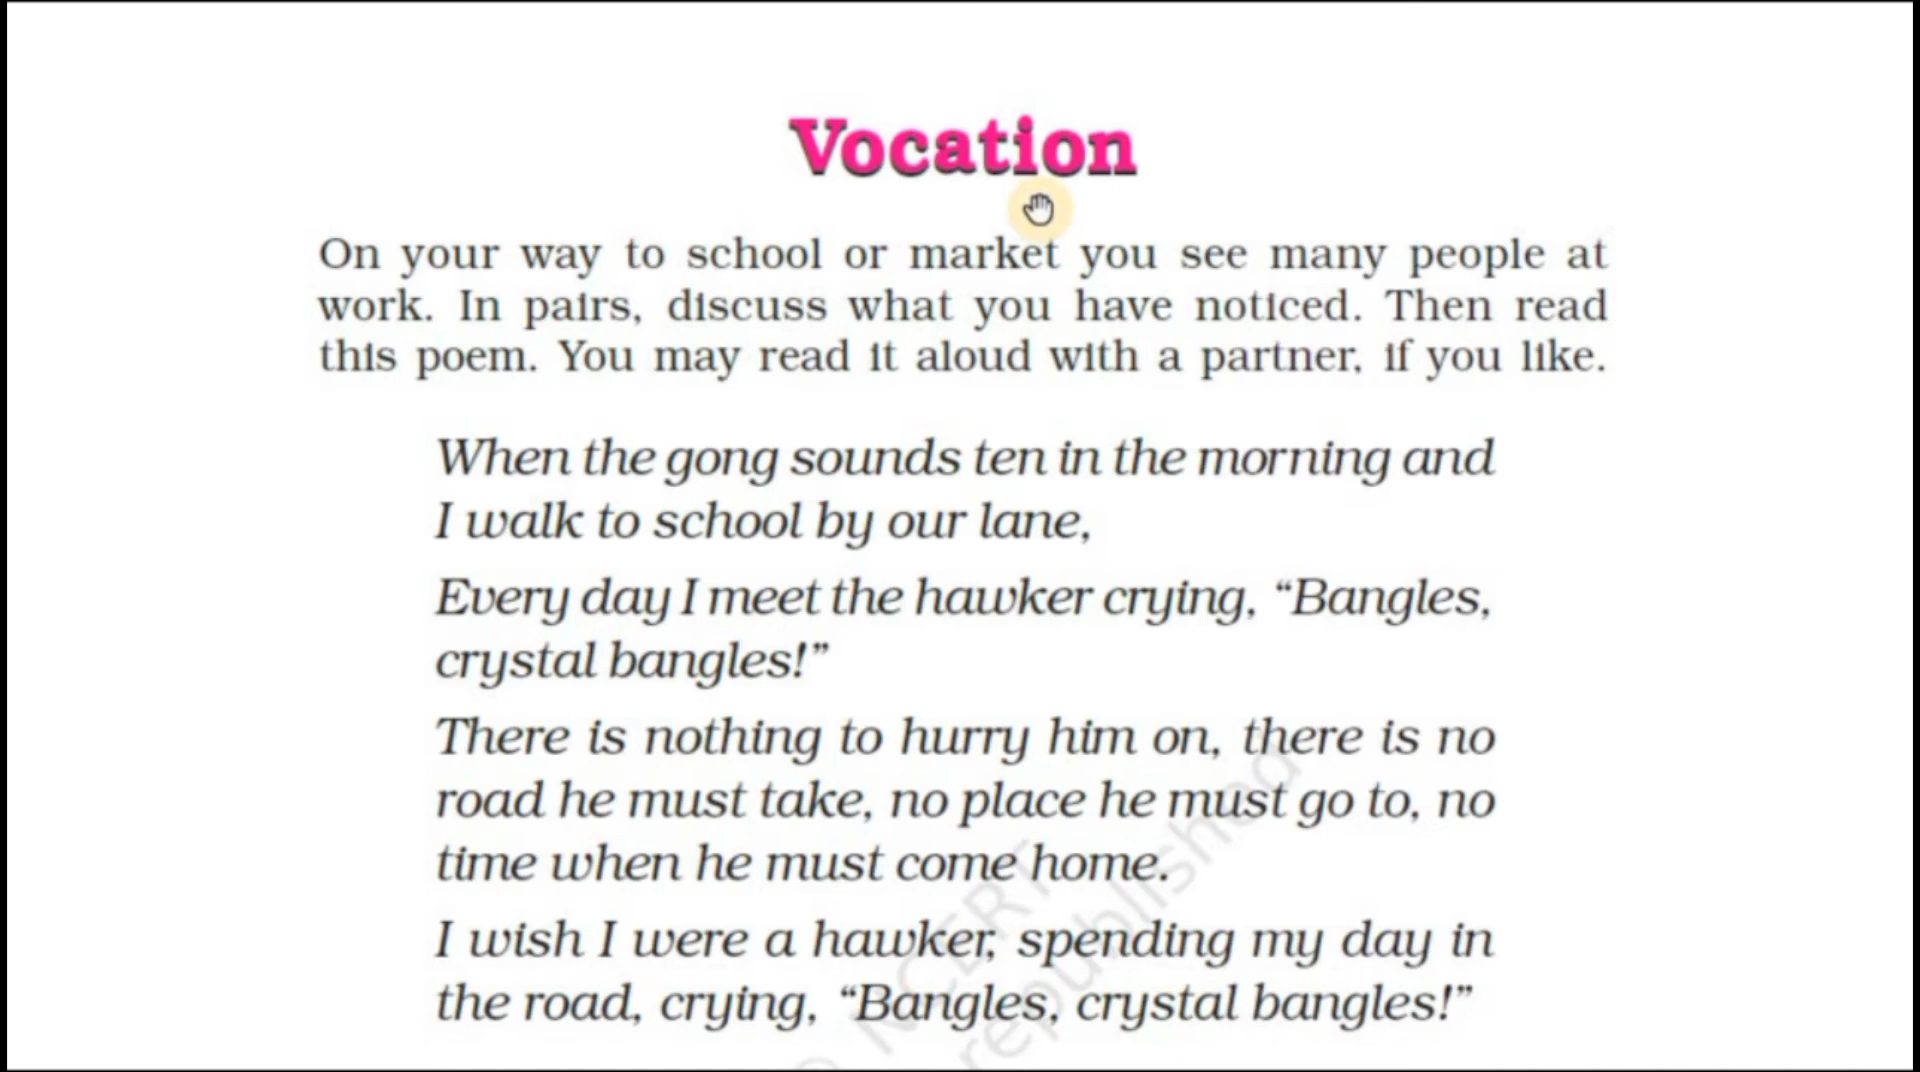 Vocation
On your way to school or market you see many people at
work. In pairs, discuss what you have noticed. Then read
this poem. You may read it aloud with a partner, if you like.
When the gong sounds ten in the morning and
I walk to school by our lane,
Every day I meet the hawker crying, “Bangles,
crystal bangles!”
There is nothing to hurry him on, there is no
road he must take, no place he must go to, no
time when he must come home.
I wish I were a hawker, spending my day in
the road, crying, “Bangles, crystal bangles!”
© NCERT
republished